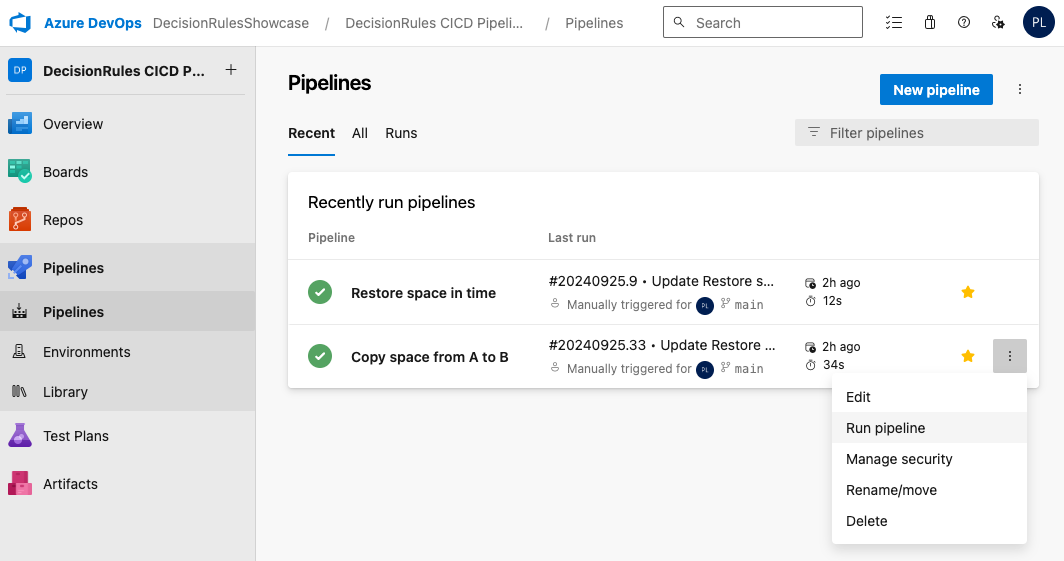 Azure DevOps DecisionRulesShowcase / DecisionRules CICD Pipeli... / Pipelines Search PL
DP DecisionRules CICD P... +
Overview
Boards
Repos
Pipelines
Pipelines
Environments
Library
Test Plans
Artifacts
Pipelines
New pipeline
Recent All Runs
Filter pipelines
Recently run pipelines
Pipeline Last run
Restore space in time
#20240925.9 • Update Restore s...
Manually triggered for PL main
2h ago
12s
Copy space from A to B
#20240925.33 • Update Restore ...
Manually triggered for PL main
2h ago
34s
Edit
Run pipeline
Manage security
Rename/move
Delete